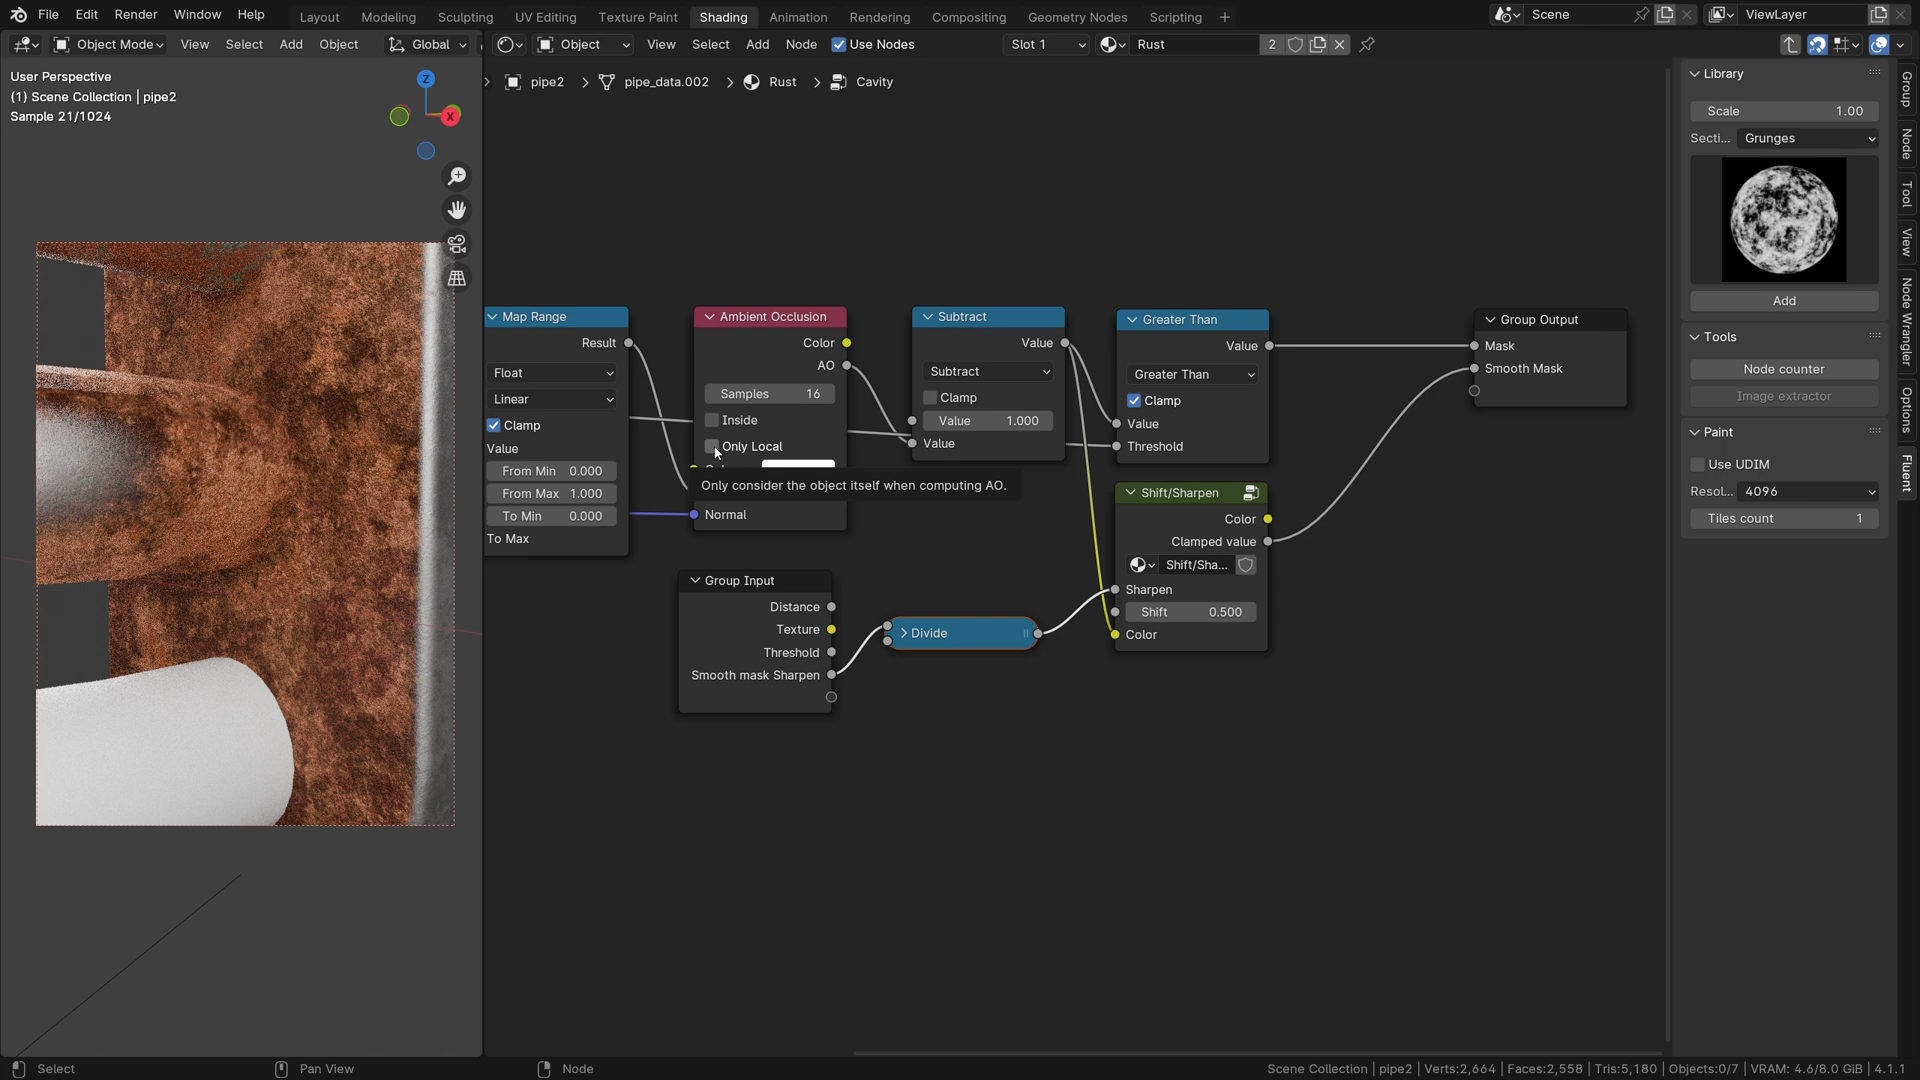 File Edit Render Window Help Layout Modeling Sculpting UV Editing Texture Paint Shading Animation Rendering Compositing Geometry Nodes Scripting + Scene ViewLayer
Object Mode View Select Add Object Global Object View Select Add Node Use Nodes Slot 1 Rust 2
User Perspective
(1) Scene Collection | pipe2
Sample 21/1024
Z
X
pipe2 > pipe_data.002 > Rust > Cavity
Map Range
Result
Float
Linear
Clamp
Value
From Min 0.000
From Max 1.000
To Min 0.000
To Max
Ambient Occlusion
Color
AO
Samples 16
Inside
Only Local
Only consider the object itself when computing AO.
Normal
Subtract
Value
Subtract
Clamp
Value 1.000
Value
Greater Than
Value
Greater Than
Clamp
Value
Threshold
Group Output
Mask
Smooth Mask
Group Input
Distance
Texture
Threshold
Smooth mask Sharpen
Divide
Shift/Sharpen
Color
Clamped value
Shift/Sha...
Sharpen
Shift 0.500
Color
Library
Scale 1.00
Secti... Grunges
Add
Tools
Node counter
Image extractor
Paint
Use UDIM
Resol... 4096
Tiles count 1
Group
Node
Tool
View
Node Wrangler
Options
Fluent
Select Pan View Node Scene Collection | pipe2 | Verts:2,664 | Faces:2,558 | Tris:5,180 | Objects:0/7 | VRAM: 4.6/8.0 GiB | 4.1.1